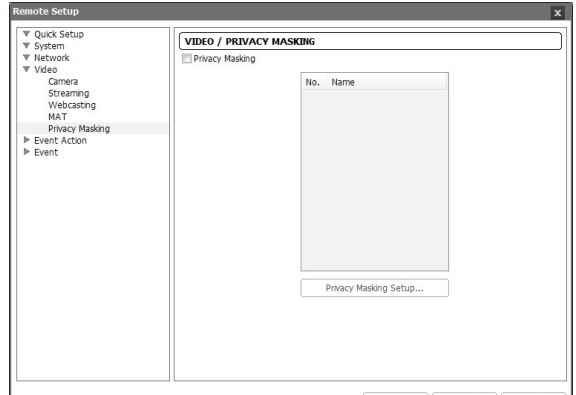 Remote Setup
x
Quick Setup
System
Network
Video
Camera
Streaming
Webcasting
MAT
Privacy Masking
Event Action
Event
VIDEO / PRIVACY MASKING
Privacy Masking
No. Name
Privacy Masking Setup...